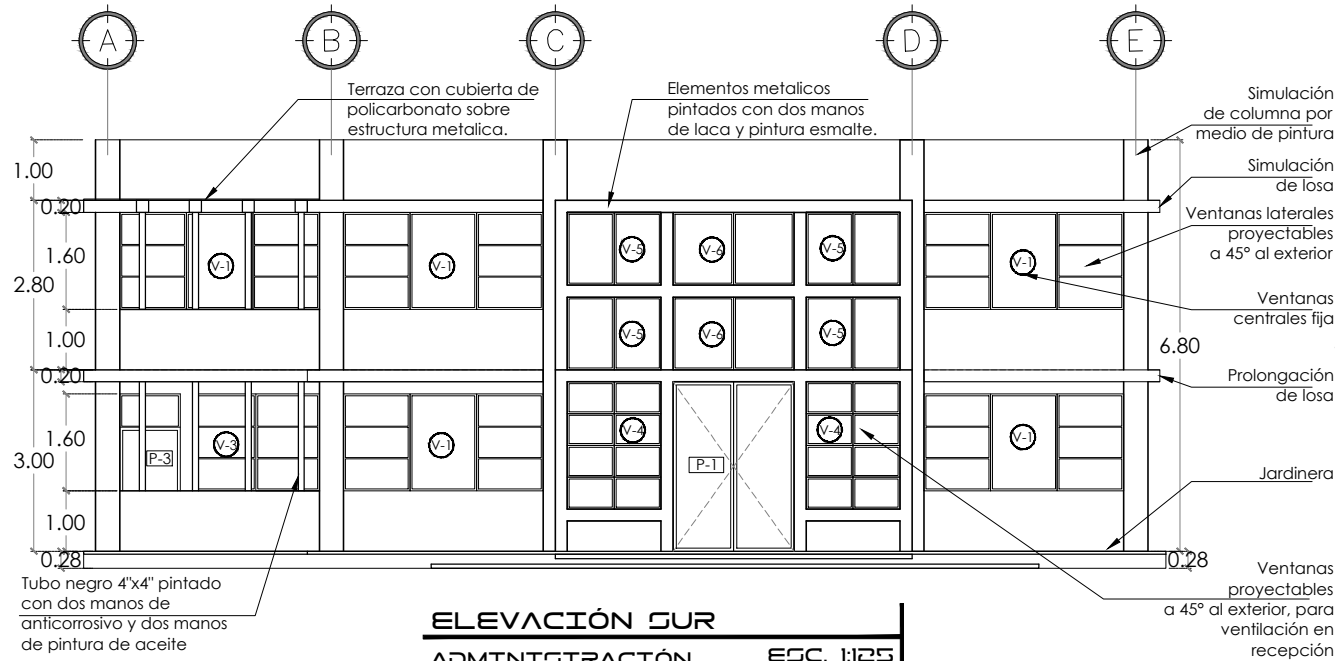 A
B
C
D
E
Terraza con cubierta de
policarbonato sobre
estructura metalica.
Elementos metalicos
pintados con dos manos
de laca y pintura esmalte.
Simulación
de columna por
medio de pintura
Simulación
de losa
Ventanas laterales
proyectables
a 45° al exterior
Ventanas
centrales fija
Prolongación
de losa
Jardinera
Ventanas
proyectables
a 45° al exterior, para
ventilación en
recepción
1.00
0.20
1.60
2.80
1.00
0.20
1.60
3.00
1.00
0.28
6.80
0.28
V-1
V-1
V-5
V-6
V-5
V-1
V-5
V-6
V-5
P-3
V-3
V-1
V-4
P-1
V-4
V-1
Tubo negro 4"x4" pintado
con dos manos de
anticorrosivo y dos manos
de pintura de aceite
ELEVACIÓN SUR
ADMINISTRACIÓN ESC. 1:125